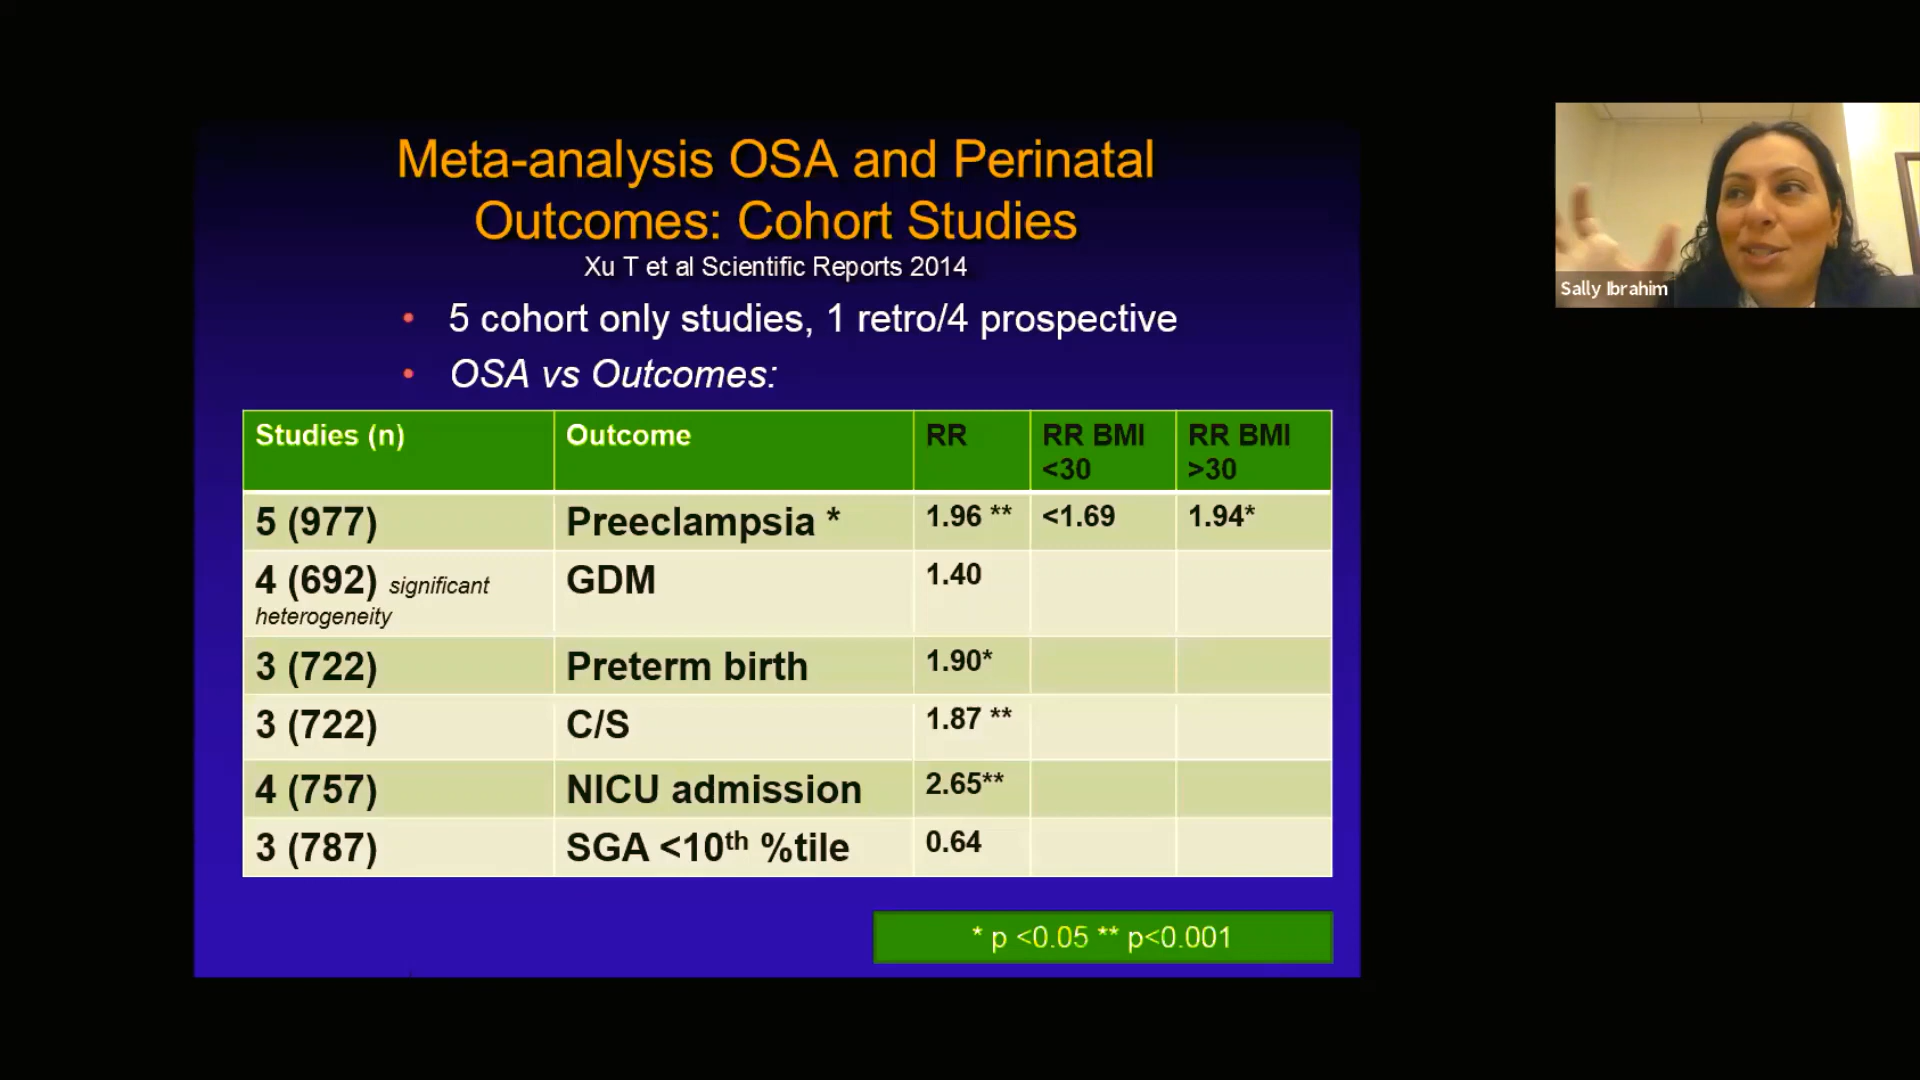 Meta-analysis OSA and Perinatal
Outcomes: Cohort Studies
Xu T et al Scientific Reports 2014
• 5 cohort only studies, 1 retro/4 prospective
• OSA vs Outcomes:
Studies (n) Outcome RR RR BMI <30 RR BMI >30
5 (977) Preeclampsia * 1.96 ** <1.69 1.94*
4 (692) significant heterogeneity GDM 1.40
3 (722) Preterm birth 1.90*
3 (722) C/S 1.87 **
4 (757) NICU admission 2.65**
3 (787) SGA <10th %tile 0.64
* p <0.05 ** p<0.001
Sally Ibrahim